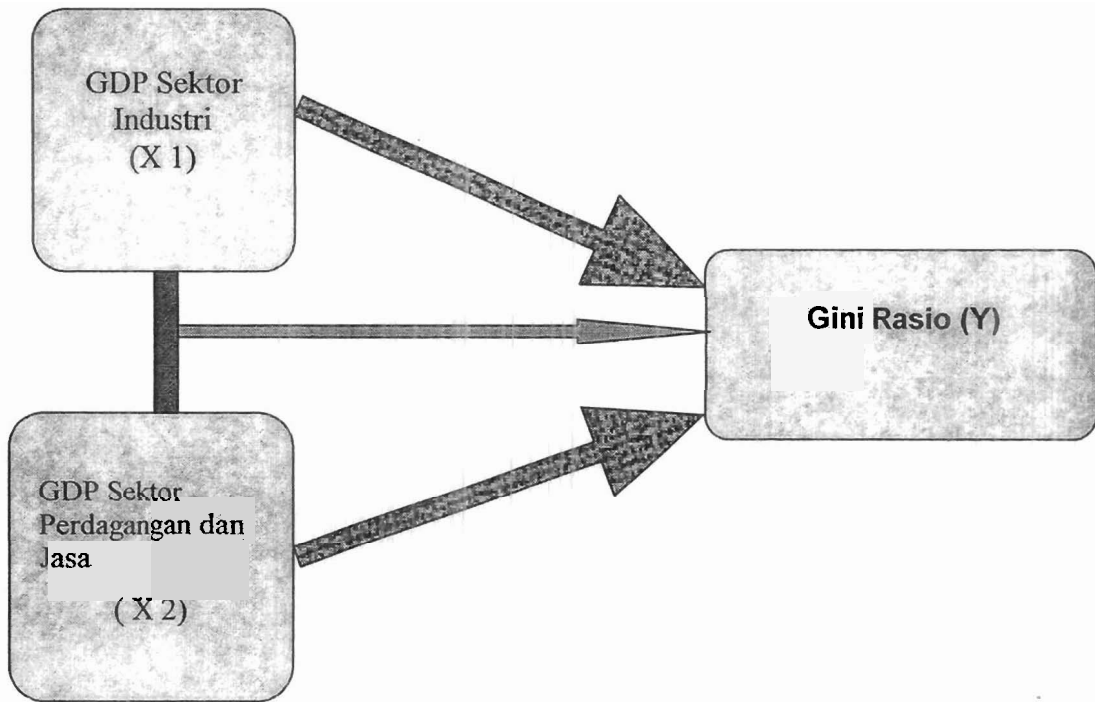 GDP Sektor
Industri
(X 1)
Gini Rasio (Y)
GDP Sektor
Perdagangan dan
Jasa
( X 2)